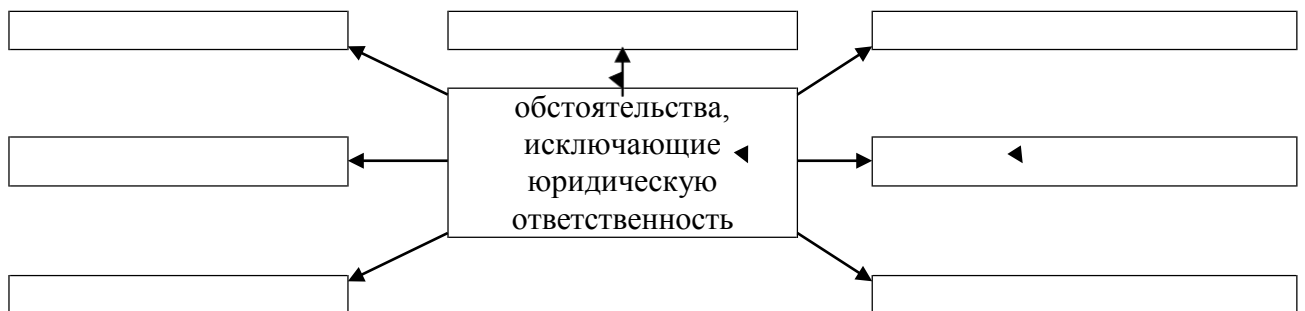 обстоятельства,
исключающие
юридическую
ответственность